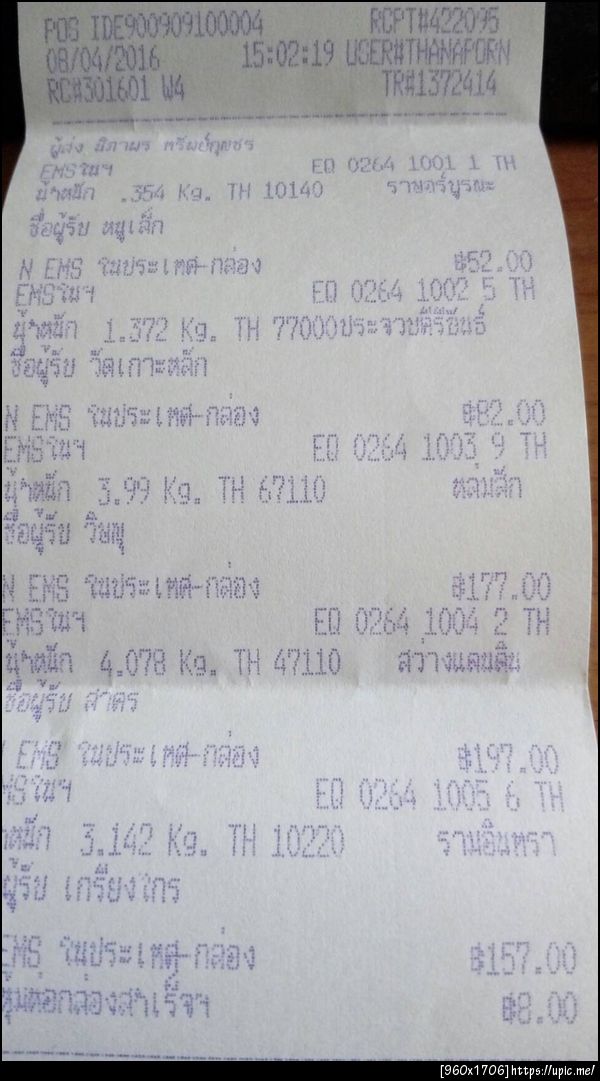 POS IDE900909100004 RCPT#422095
08/04/2016 15:02:19 USER#THANAPORN
RC#301601 W4 TR#1372414
ผู้ส่ง นิภาพร ทรัพย์กุญชร
EMSในฯ EQ 0264 1001 1 TH
น้ำหนัก .354 Kg. TH 10140 ราษฎร์บูรณะ
ชื่อผู้รับ หมูเล็ก
N EMS ในประเทศ-กล่อง ฿52.00
EMSในฯ EQ 0264 1002 5 TH
น้ำหนัก 1.372 Kg. TH 77000ประจวบคีรีขันธ์
ชื่อผู้รับ วัดเกาะหลัก
N EMS ในประเทศ-กล่อง ฿82.00
EMSในฯ EQ 0264 1003 9 TH
น้ำหนัก 3.99 Kg. TH 67110 หล่มสัก
ชื่อผู้รับ วิษณุ
N EMS ในประเทศ-กล่อง ฿177.00
EMSในฯ EQ 0264 1004 2 TH
น้ำหนัก 4.078 Kg. TH 47110 สว่างแดนดิน
ชื่อผู้รับ สาคร
N EMS ในประเทศ-กล่อง ฿197.00
EMSในฯ EQ 0264 1005 6 TH
น้ำหนัก 3.142 Kg. TH 10220 รามอินทรา
ผู้รับ เกรียงไกร
EMS ในประเทศ-กล่อง ฿157.00
หุ้มห่อกล่องสำเร็จฯ ฿8.00
[960x1706]https://upic.me/